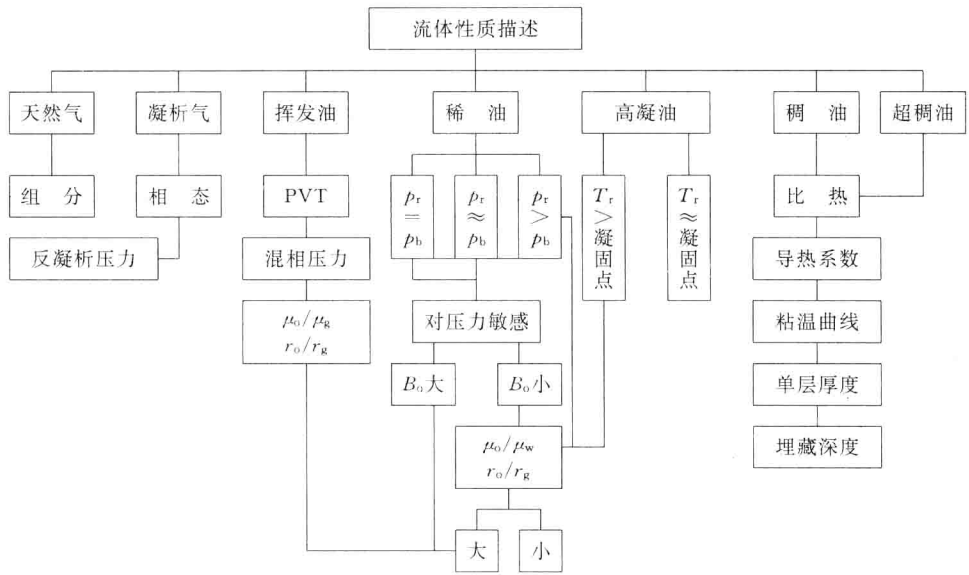 流体性质描述
天然气 凝析气 挥发油 稀 油 高凝油 稠 油 超稠油
组 分 相 态 PVT pr = pb pr ≈ pb pr > pb Tr > 凝固点 Tr ≈ 凝固点 比 热
反凝析压力 混相压力 导热系数
μo/μg
ro/rg
对压力敏感 粘温曲线
Bo大 Bo小 单层厚度
μo/μw
ro/rg
埋藏深度
大 小